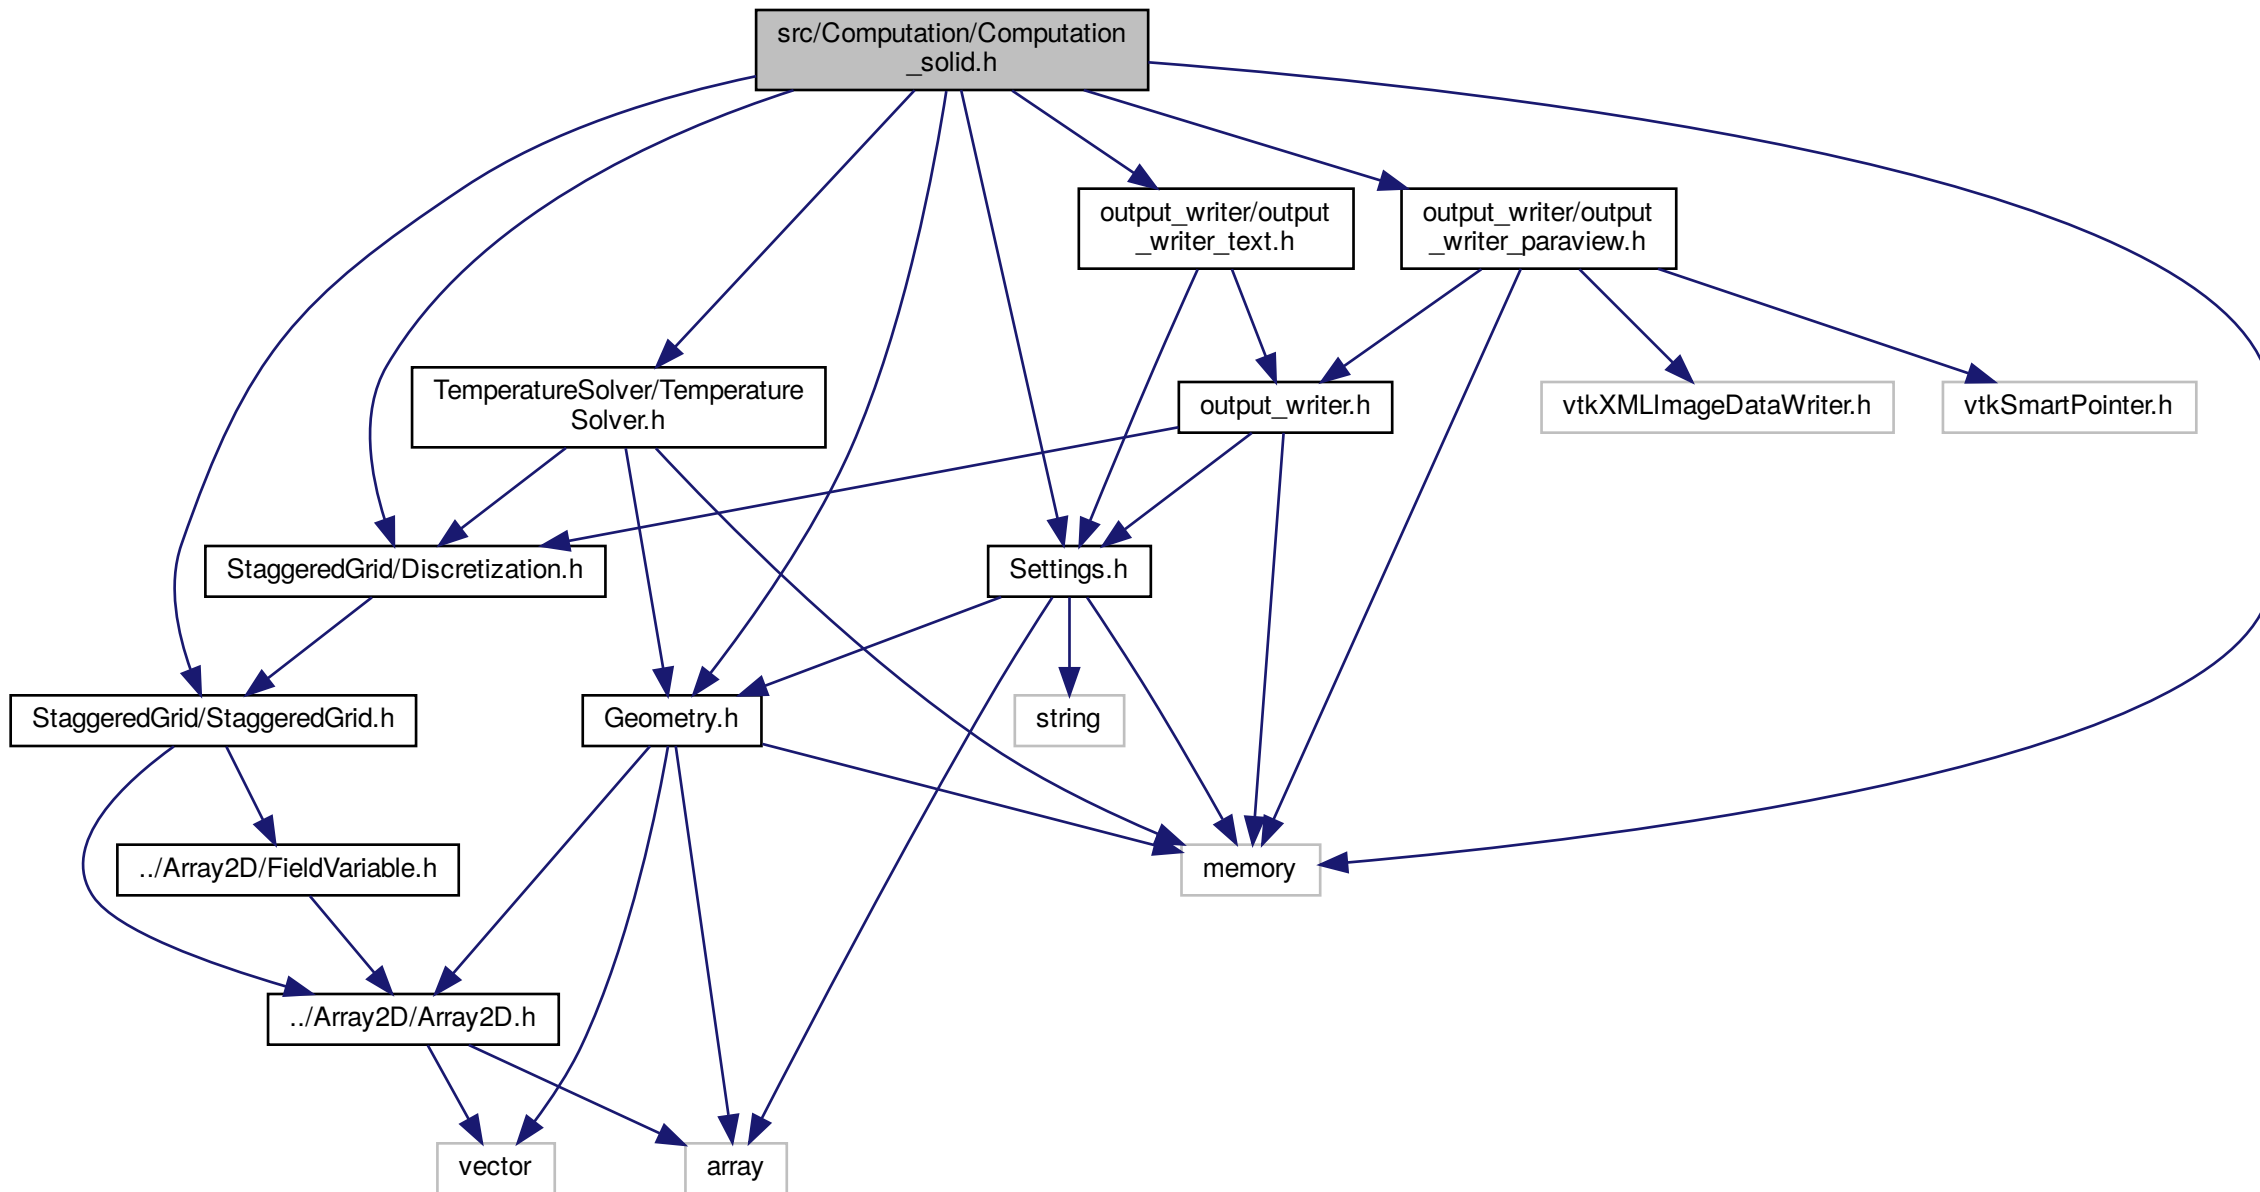 src/Computation/Computation
_solid.h
output_writer/output
_writer_text.h
output_writer/output
_writer_paraview.h
TemperatureSolver/Temperature
Solver.h
output_writer.h
vtkXMLImageDataWriter.h
vtkSmartPointer.h
StaggeredGrid/Discretization.h
Settings.h
StaggeredGrid/StaggeredGrid.h
Geometry.h
string
../Array2D/FieldVariable.h
memory
../Array2D/Array2D.h
vector
array